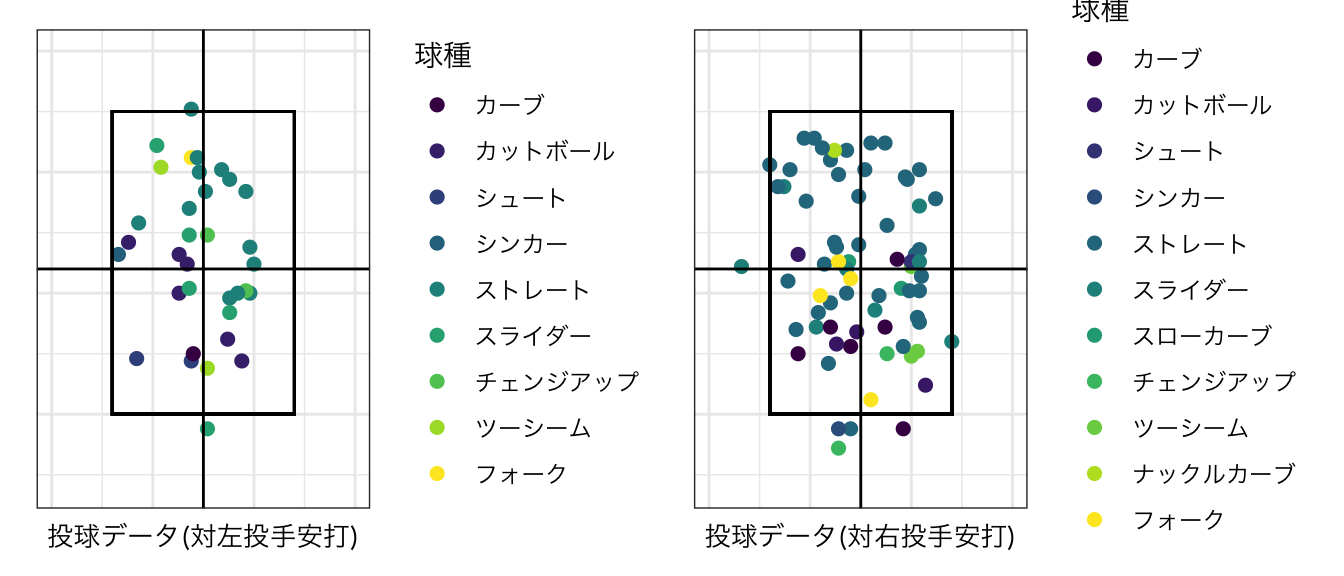 球種
カーブ
カットボール
シュート
シンカー
ストレート
スライダー
チェンジアップ
ツーシーム
フォーク
投球データ(対左投手安打)
球種
カーブ
カットボール
シュート
シンカー
ストレート
スライダー
スローカーブ
チェンジアップ
ツーシーム
ナックルカーブ
フォーク
投球データ(対右投手安打)